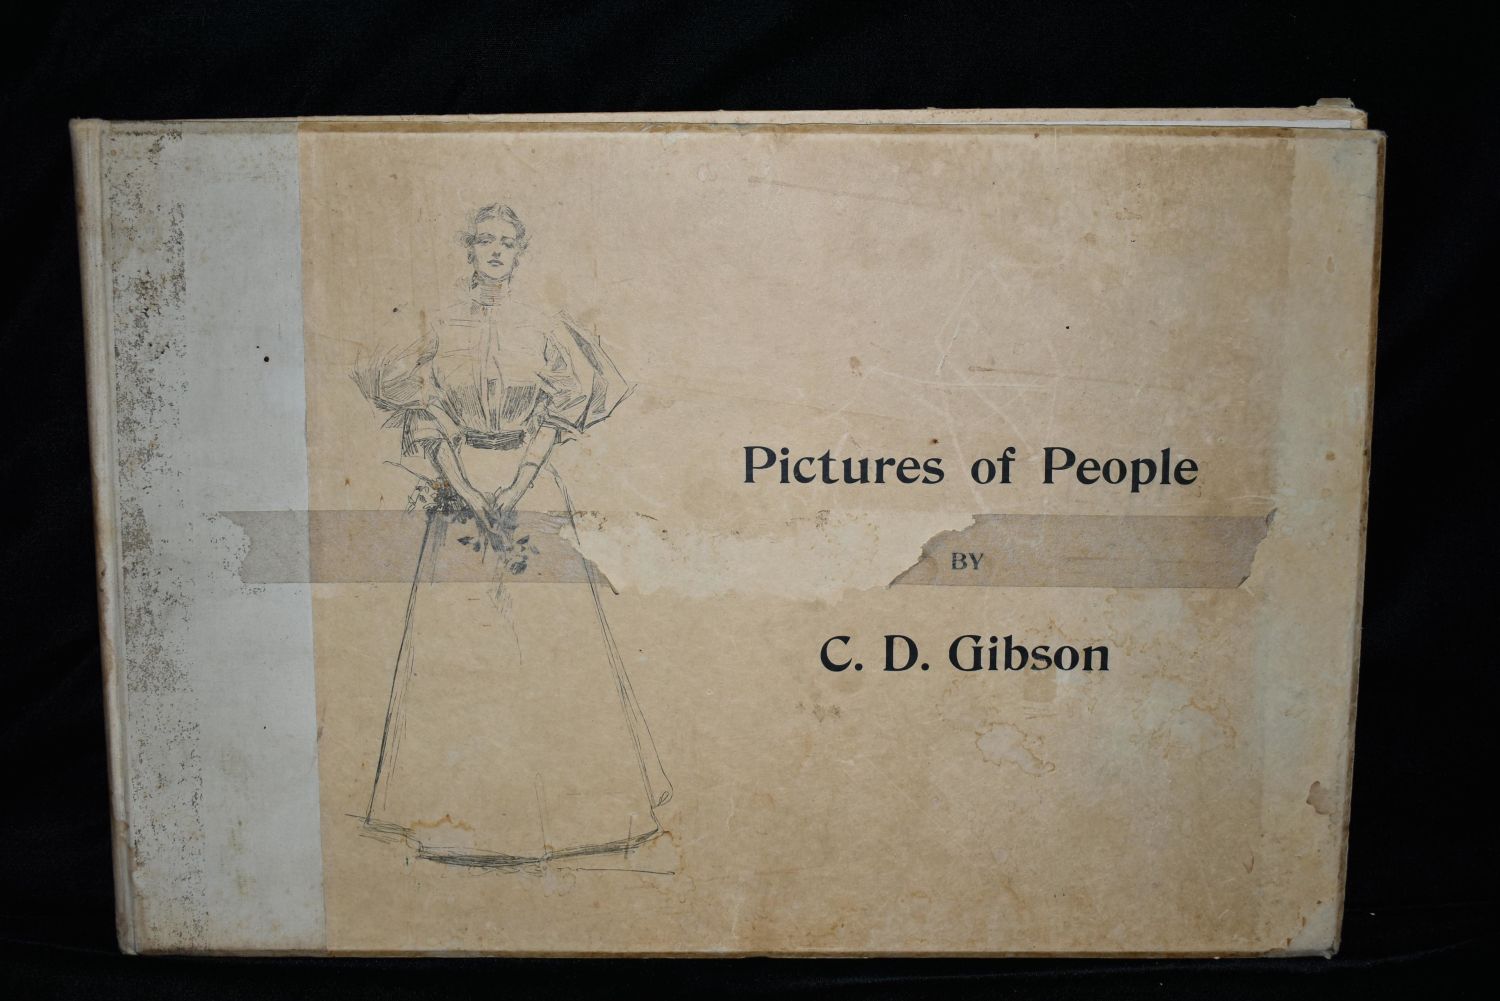 Pictures of People
BY
C. D. Gibson